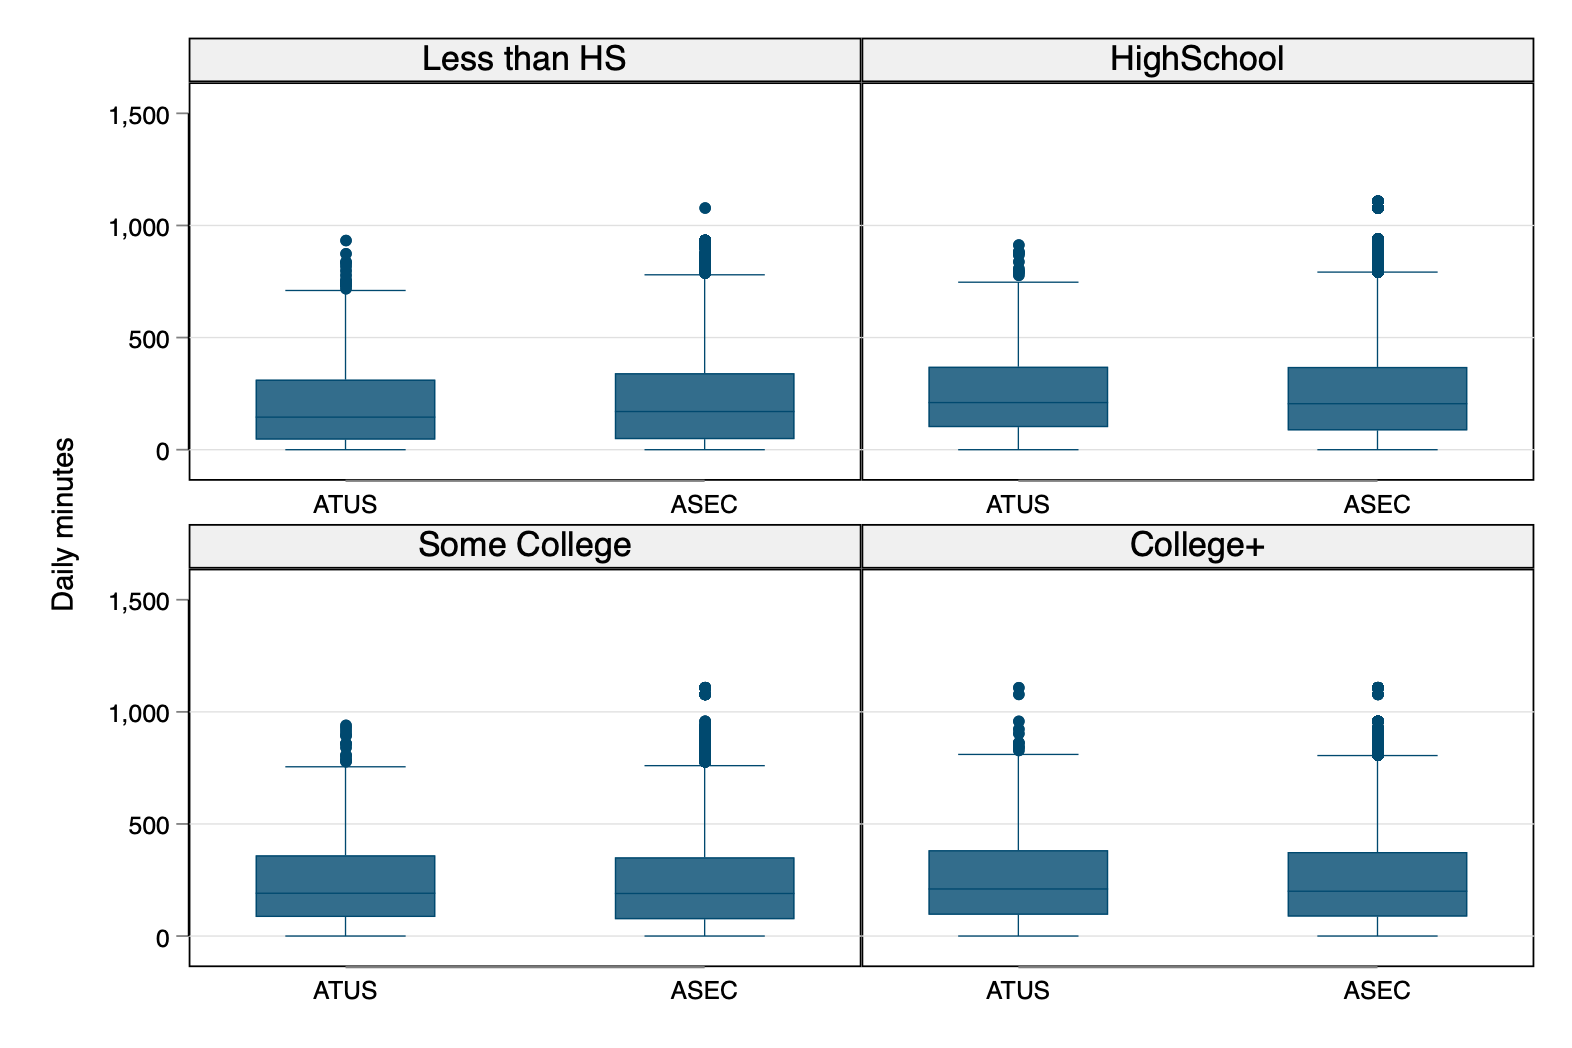 Less than HS
HighSchool
1,500
1,000
500
0
ATUS
ASEC
ATUS
ASEC
Daily minutes
Some College
College+
1,500
1,000
500
0
ATUS
ASEC
ATUS
ASEC